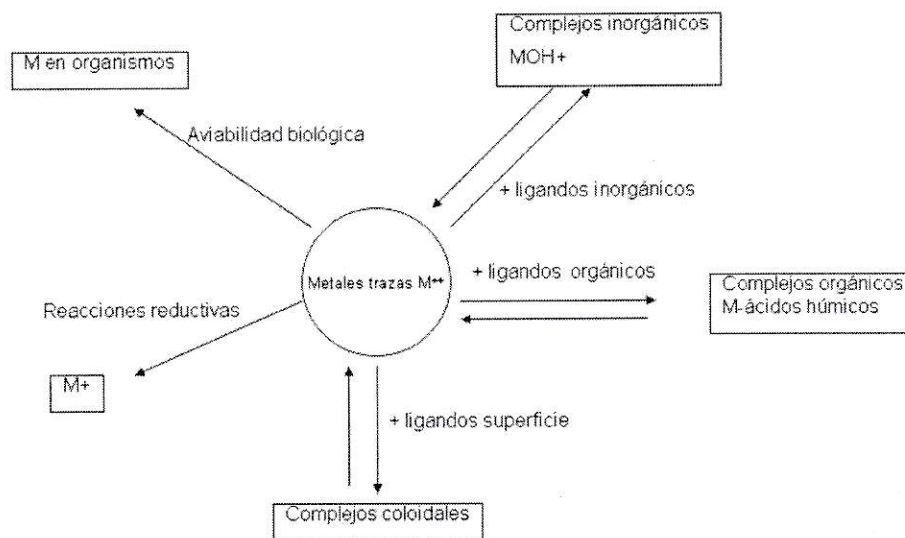 Complejos inorgánicos
MOH+
M en organismos
Aviabilidad biológica
+ ligandos inorgánicos
Metales trazas M++
+ ligandos orgánicos
Complejos orgánicos
M-ácidos húmicos
Reacciones reductivas
M+
+ ligandos superficie
Complejos coloidales